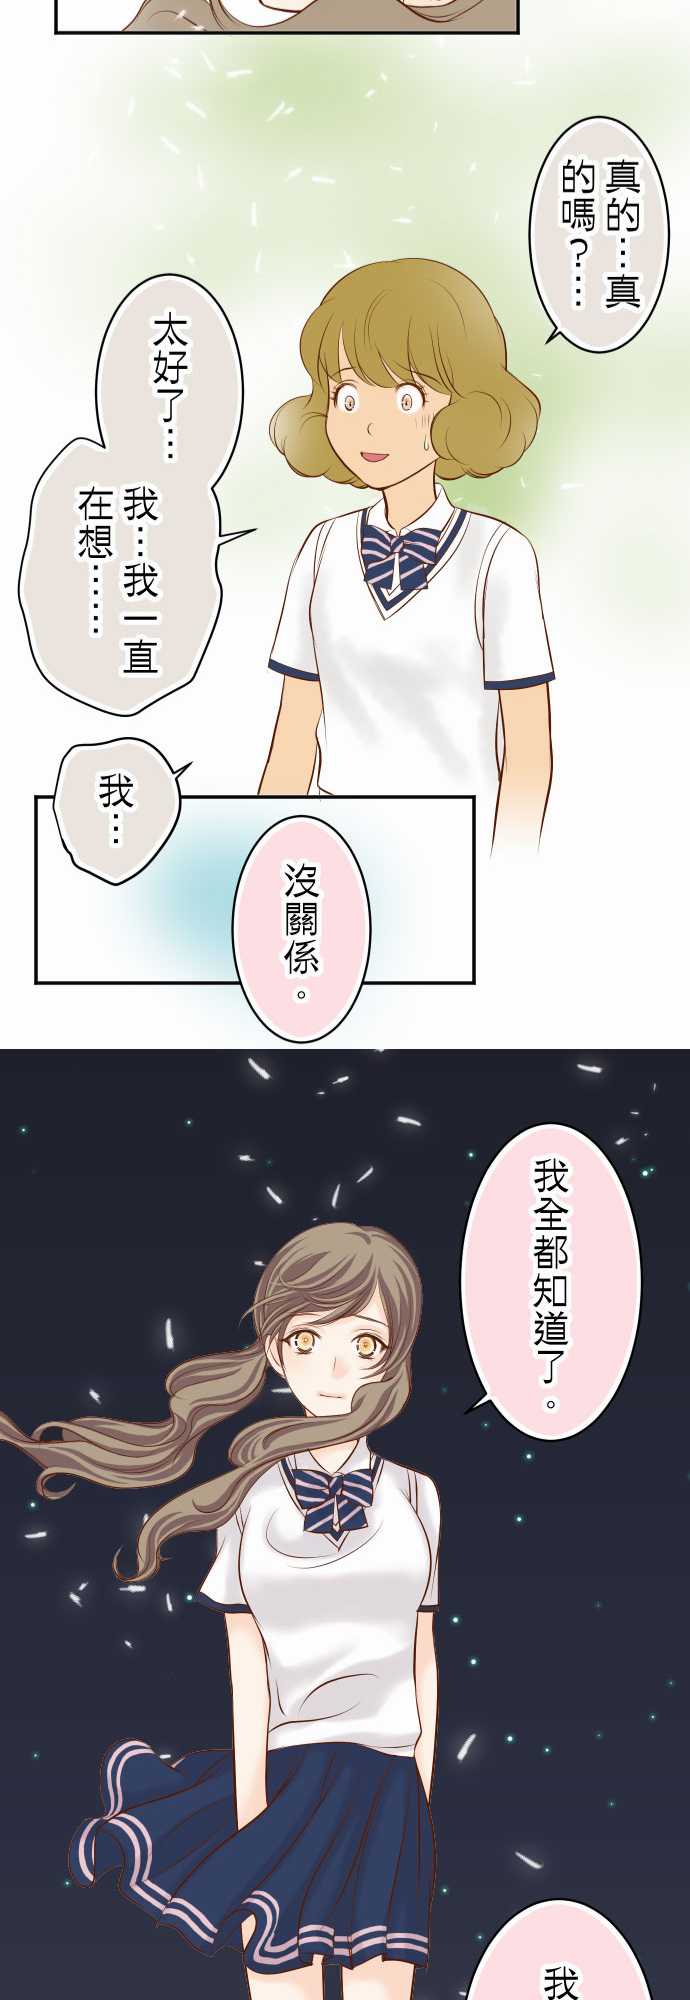 真的…真
的嗎？…
太好了…
我…我一直
在想……
我…
沒關係。
我全都知道了。
我